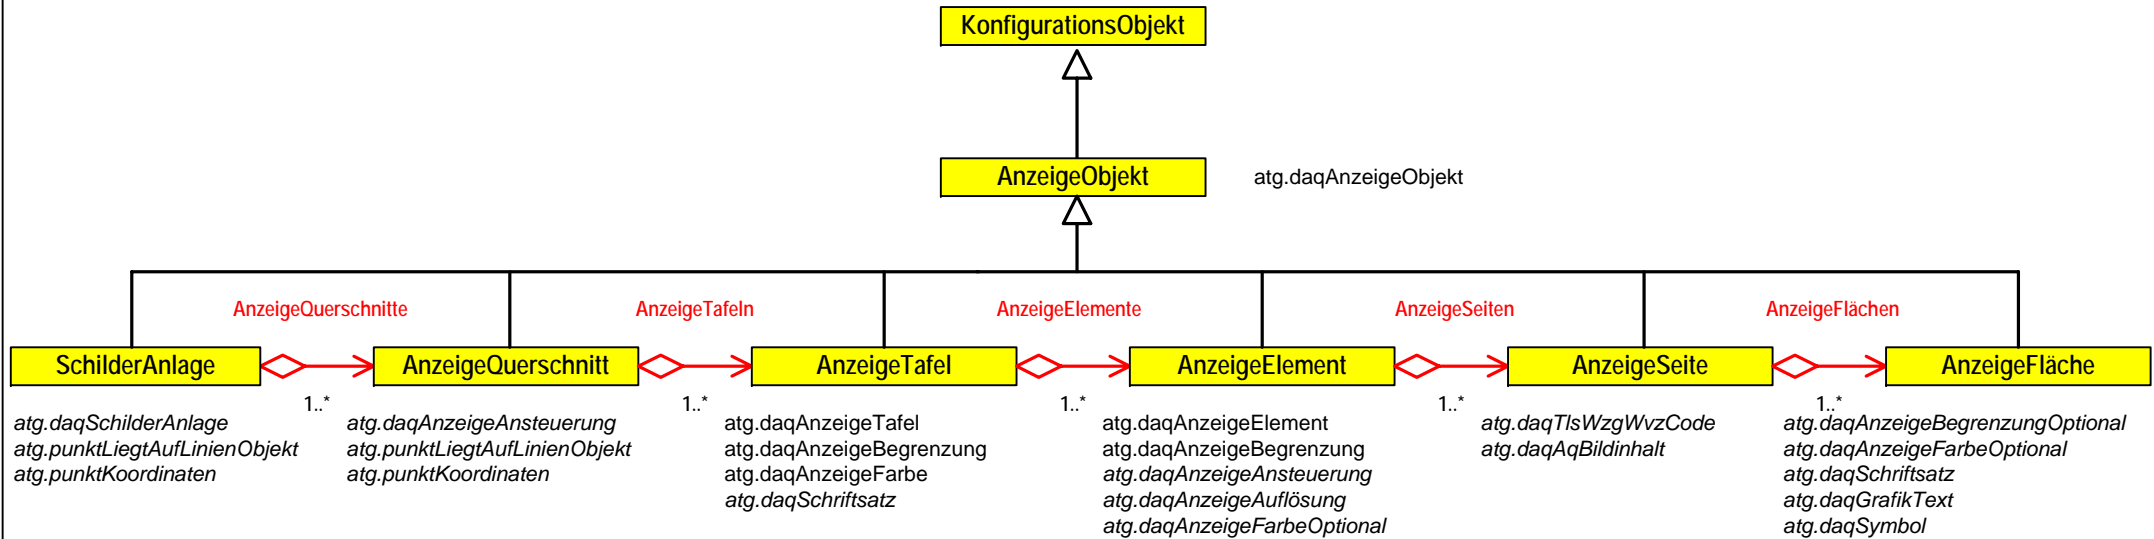 KonfigurationsObjekt
AnzeigeObjekt
atg.daqAnzeigeObjekt
AnzeigeQuerschnitte
AnzeigeTafeln
AnzeigeElemente
AnzeigeSeiten
AnzeigeFlächen
SchilderAnlage
AnzeigeQuerschnitt
AnzeigeTafel
AnzeigeElement
AnzeigeSeite
AnzeigeFläche
1..*
1..*
1..*
1..*
1..*
atg.daqSchilderAnlage
atg.punktLiegtAufLinienObjekt
atg.punktKoordinaten
atg.daqAnzeigeAnsteuerung
atg.punktLiegtAufLinienObjekt
atg.punktKoordinaten
atg.daqAnzeigeTafel
atg.daqAnzeigeBegrenzung
atg.daqAnzeigeFarbe
atg.daqSchriftsatz
atg.daqAnzeigeElement
atg.daqAnzeigeBegrenzung
atg.daqAnzeigeAnsteuerung
atg.daqAnzeigeAuflösung
atg.daqAnzeigeFarbeOptional
atg.daqTlsWzgWvzCode
atg.daqAqBildinhalt
atg.daqAnzeigeBegrenzungOptional
atg.daqAnzeigeFarbeOptional
atg.daqSchriftsatz
atg.daqGrafikText
atg.daqSymbol